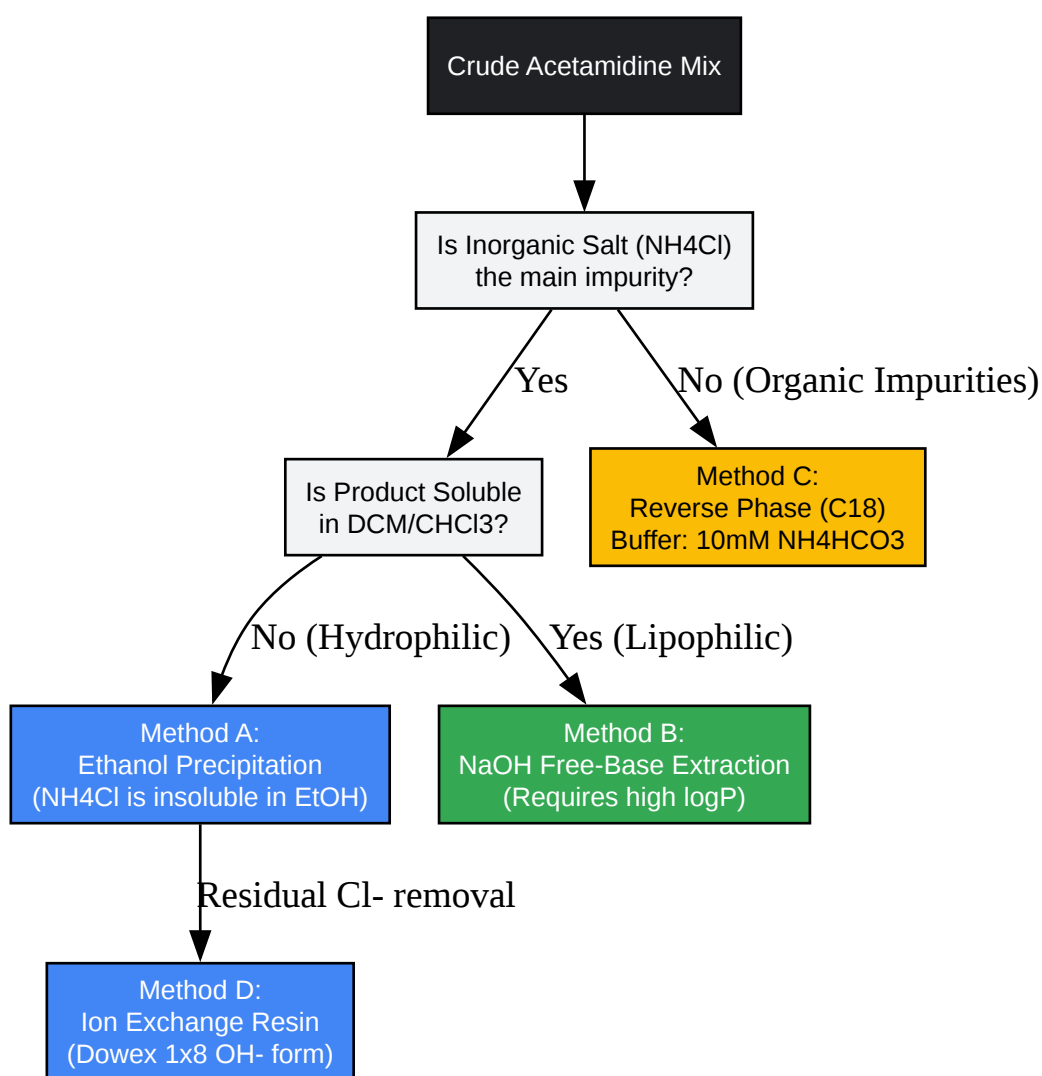 Crude Acetamidine Mix
Is Inorganic Salt (NH4Cl)
the main impurity?
Yes
No (Organic Impurities)
Is Product Soluble
in DCM/CHCl3?
Method C:
Reverse Phase (C18)
Buffer: 10mM NH4HCO3
No (Hydrophilic)
Yes (Lipophilic)
Method A:
Ethanol Precipitation
(NH4Cl is insoluble in EtOH)
Method B:
NaOH Free-Base Extraction
(Requires high logP)
Residual Cl- removal
Method D:
Ion Exchange Resin
(Dowex 1x8 OH- form)